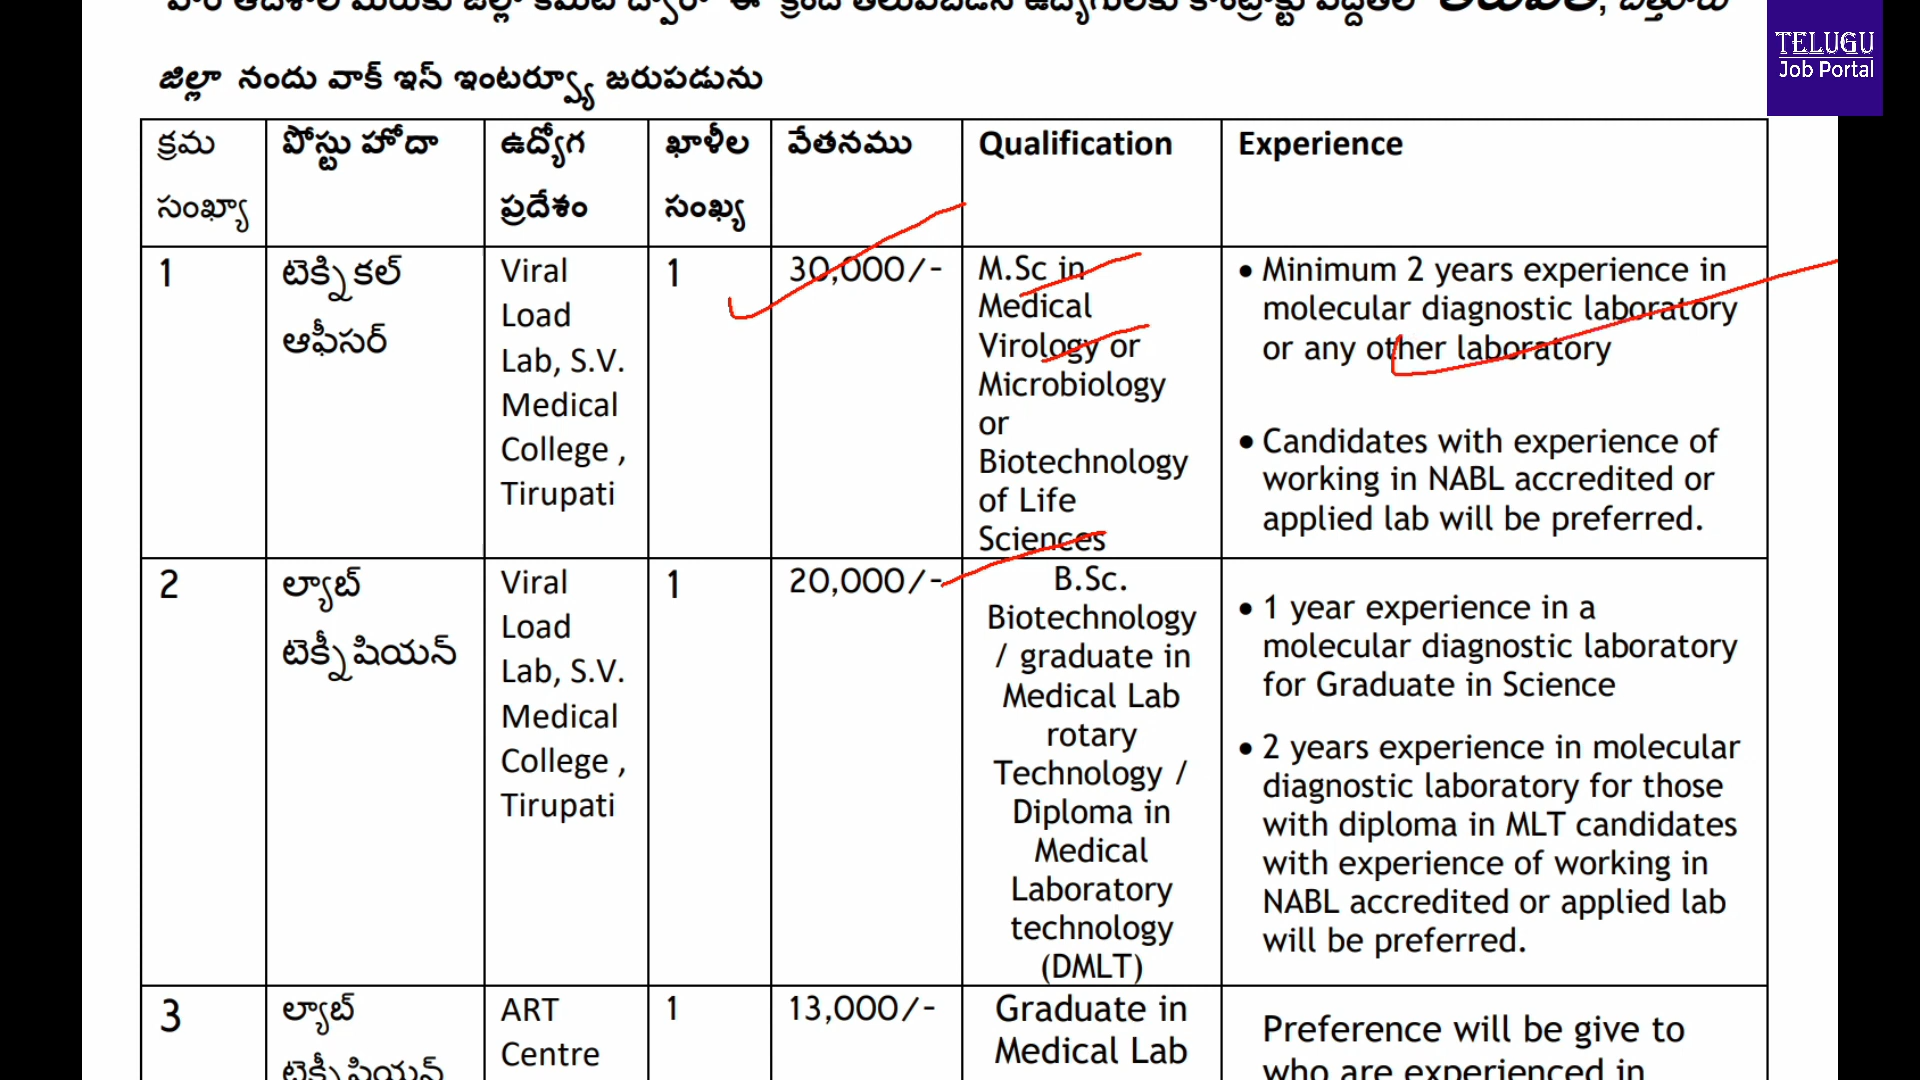 TELUGU
Job Portal
జిల్లా నందు వాక్ ఇన్ ఇంటర్వ్యూ జరుపడును
క్రమ సంఖ్యా
పోస్టు హోదా
ఉద్యోగ ప్రదేశం
ఖాళీల సంఖ్య
వేతనము
Qualification
Experience
1
టెక్నికల్
ఆఫీసర్
Viral
Load
Lab, S.V.
Medical
College ,
Tirupati
1
30,000/-
M.Sc in
Medical
Virology or
Microbiology
or
Biotechnology
of Life
Sciences
• Minimum 2 years experience in
molecular diagnostic laboratory
or any other laboratory
• Candidates with experience of
working in NABL accredited or
applied lab will be preferred.
2
ల్యాబ్
టెక్నీషియన్
Viral
Load
Lab, S.V.
Medical
College ,
Tirupati
1
20,000/-
B.Sc.
Biotechnology
/ graduate in
Medical Lab
rotary
Technology /
Diploma in
Medical
Laboratory
technology
(DMLT)
• 1 year experience in a
molecular diagnostic laboratory
for Graduate in Science
• 2 years experience in molecular
diagnostic laboratory for those
with diploma in MLT candidates
with experience of working in
NABL accredited or applied lab
will be preferred.
3
ల్యాబ్
టెక్నీషియన్
ART
Centre
1
13,000/-
Graduate in
Medical Lab
Preference will be give to
who are experienced in